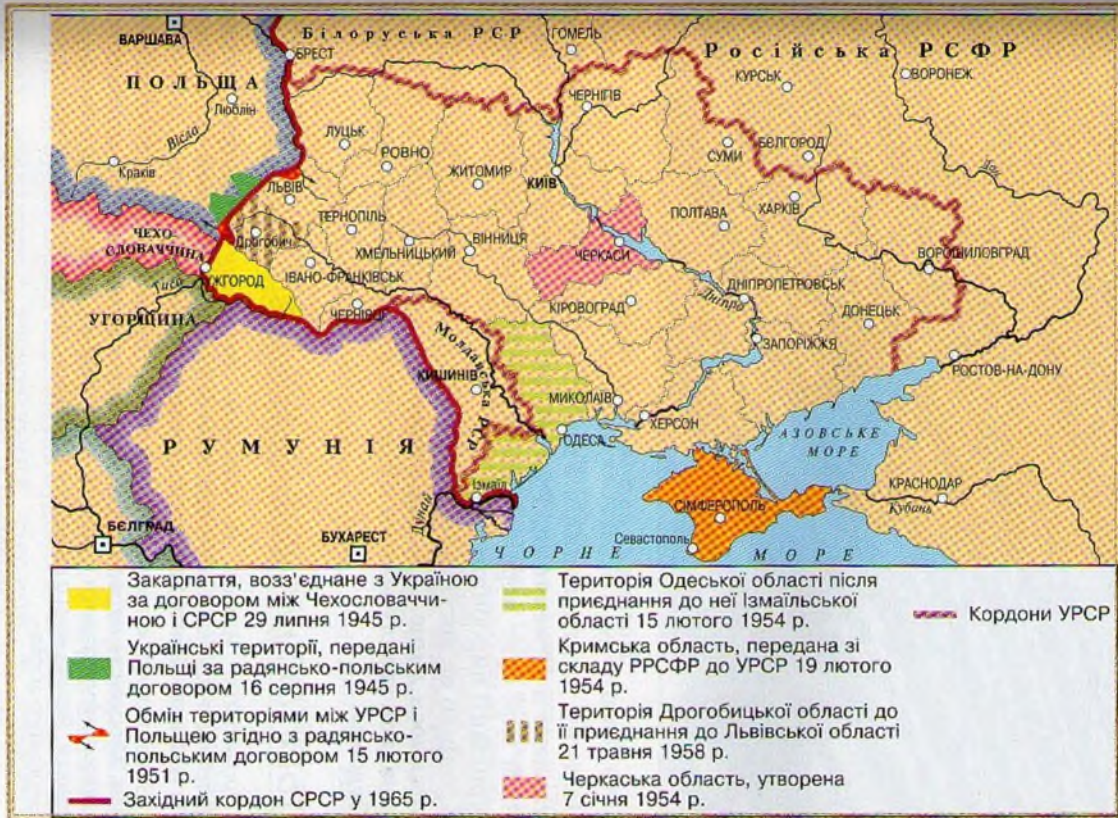 ВАРШАВА
Білоруська РСР
ГОМЕЛЬ
Російська РСФР
БРЕСТ
ПОЛЬЩА
КУРСЬК
ВОРОНЕЖ
Люблін
ЧЕРНІГІВ
Вісла
ЛУЦЬК
РОВНО
СУМИ
БЄЛГОРОД
Дон
Краків
ЖИТОМИР
КИЇВ
ЛЬВІВ
ХАРКІВ
ПОЛТАВА
ТЕРНОПІЛЬ
ЧЕХО-
СЛОВАЧЧИНА
Дрогобич
ХМЕЛЬНИЦЬКИЙ
ВІННИЦЯ
ЧЕРКАСИ
ВОРОШИЛОВГРАД
УЖГОРОД
ІВАНО-ФРАНКІВСЬК
Тиса
ДНІПРОПЕТРОВСЬК
Дніпро
УГОРЩИНА
ЧЕРНІВЦІ
КІРОВОГРАД
ДОНЕЦЬК
Молдавська РСР
ЗАПОРІЖЖЯ
РОСТОВ-НА-ДОНУ
КИШИНІВ
МИКОЛАЇВ
ХЕРСОН
РУМУНІЯ
ОДЕСА
АЗОВСЬКЕ
МОРЕ
Ізмаїл
КРАСНОДАР
Кубань
СІМФЕРОПОЛЬ
Дунай
БЄЛГРАД
БУХАРЕСТ
Севастополь
ЧОРНЕ МОРЕ
Закарпаття, возз'єднане з Україною
за договором між Чехословаччи-
ною і СРСР 29 липня 1945 р.
Українські території, передані
Польщі за радянсько-польським
договором 16 серпня 1945 р.
Обмін територіями між УРСР і
Польщею згідно з радянсько-
польським договором 15 лютого
1951 р.
Західний кордон СРСР у 1965 р.
Територія Одеської області після
приєднання до неї Ізмаїльської
області 15 лютого 1954 р.
Кримська область, передана зі
складу РРСФР до УРСР 19 лютого
1954 р.
Територія Дрогобицької області до
її приєднання до Львівської області
21 травня 1958 р.
Черкаська область, утворена
7 січня 1954 р.
Кордони УРСР